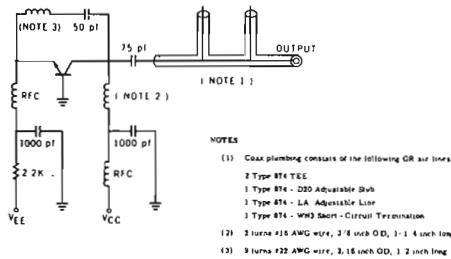 (NOTE 3)
50 pf
75 pf
OUTPUT
(NOTE 1)
RFC
(NOTE 2)
1000 pf
1000 pf
2.2K
RFC
VEE
VCC
NOTES
(1) Coax plumbing consists of the following GR air lines
2 Type 874 TEE
1 Type 874 - D20 Adjustable Stub
1 Type 874 - LA Adjustable Line
1 Type 874 - WN3 Short - Circuit Termination
(2) 2 turns #16 AWG wire, 3/8 inch OD, 1-1/4 inch long
(3) 9 turns #22 AWG wire, 3/16 inch OD, 1/2 inch long